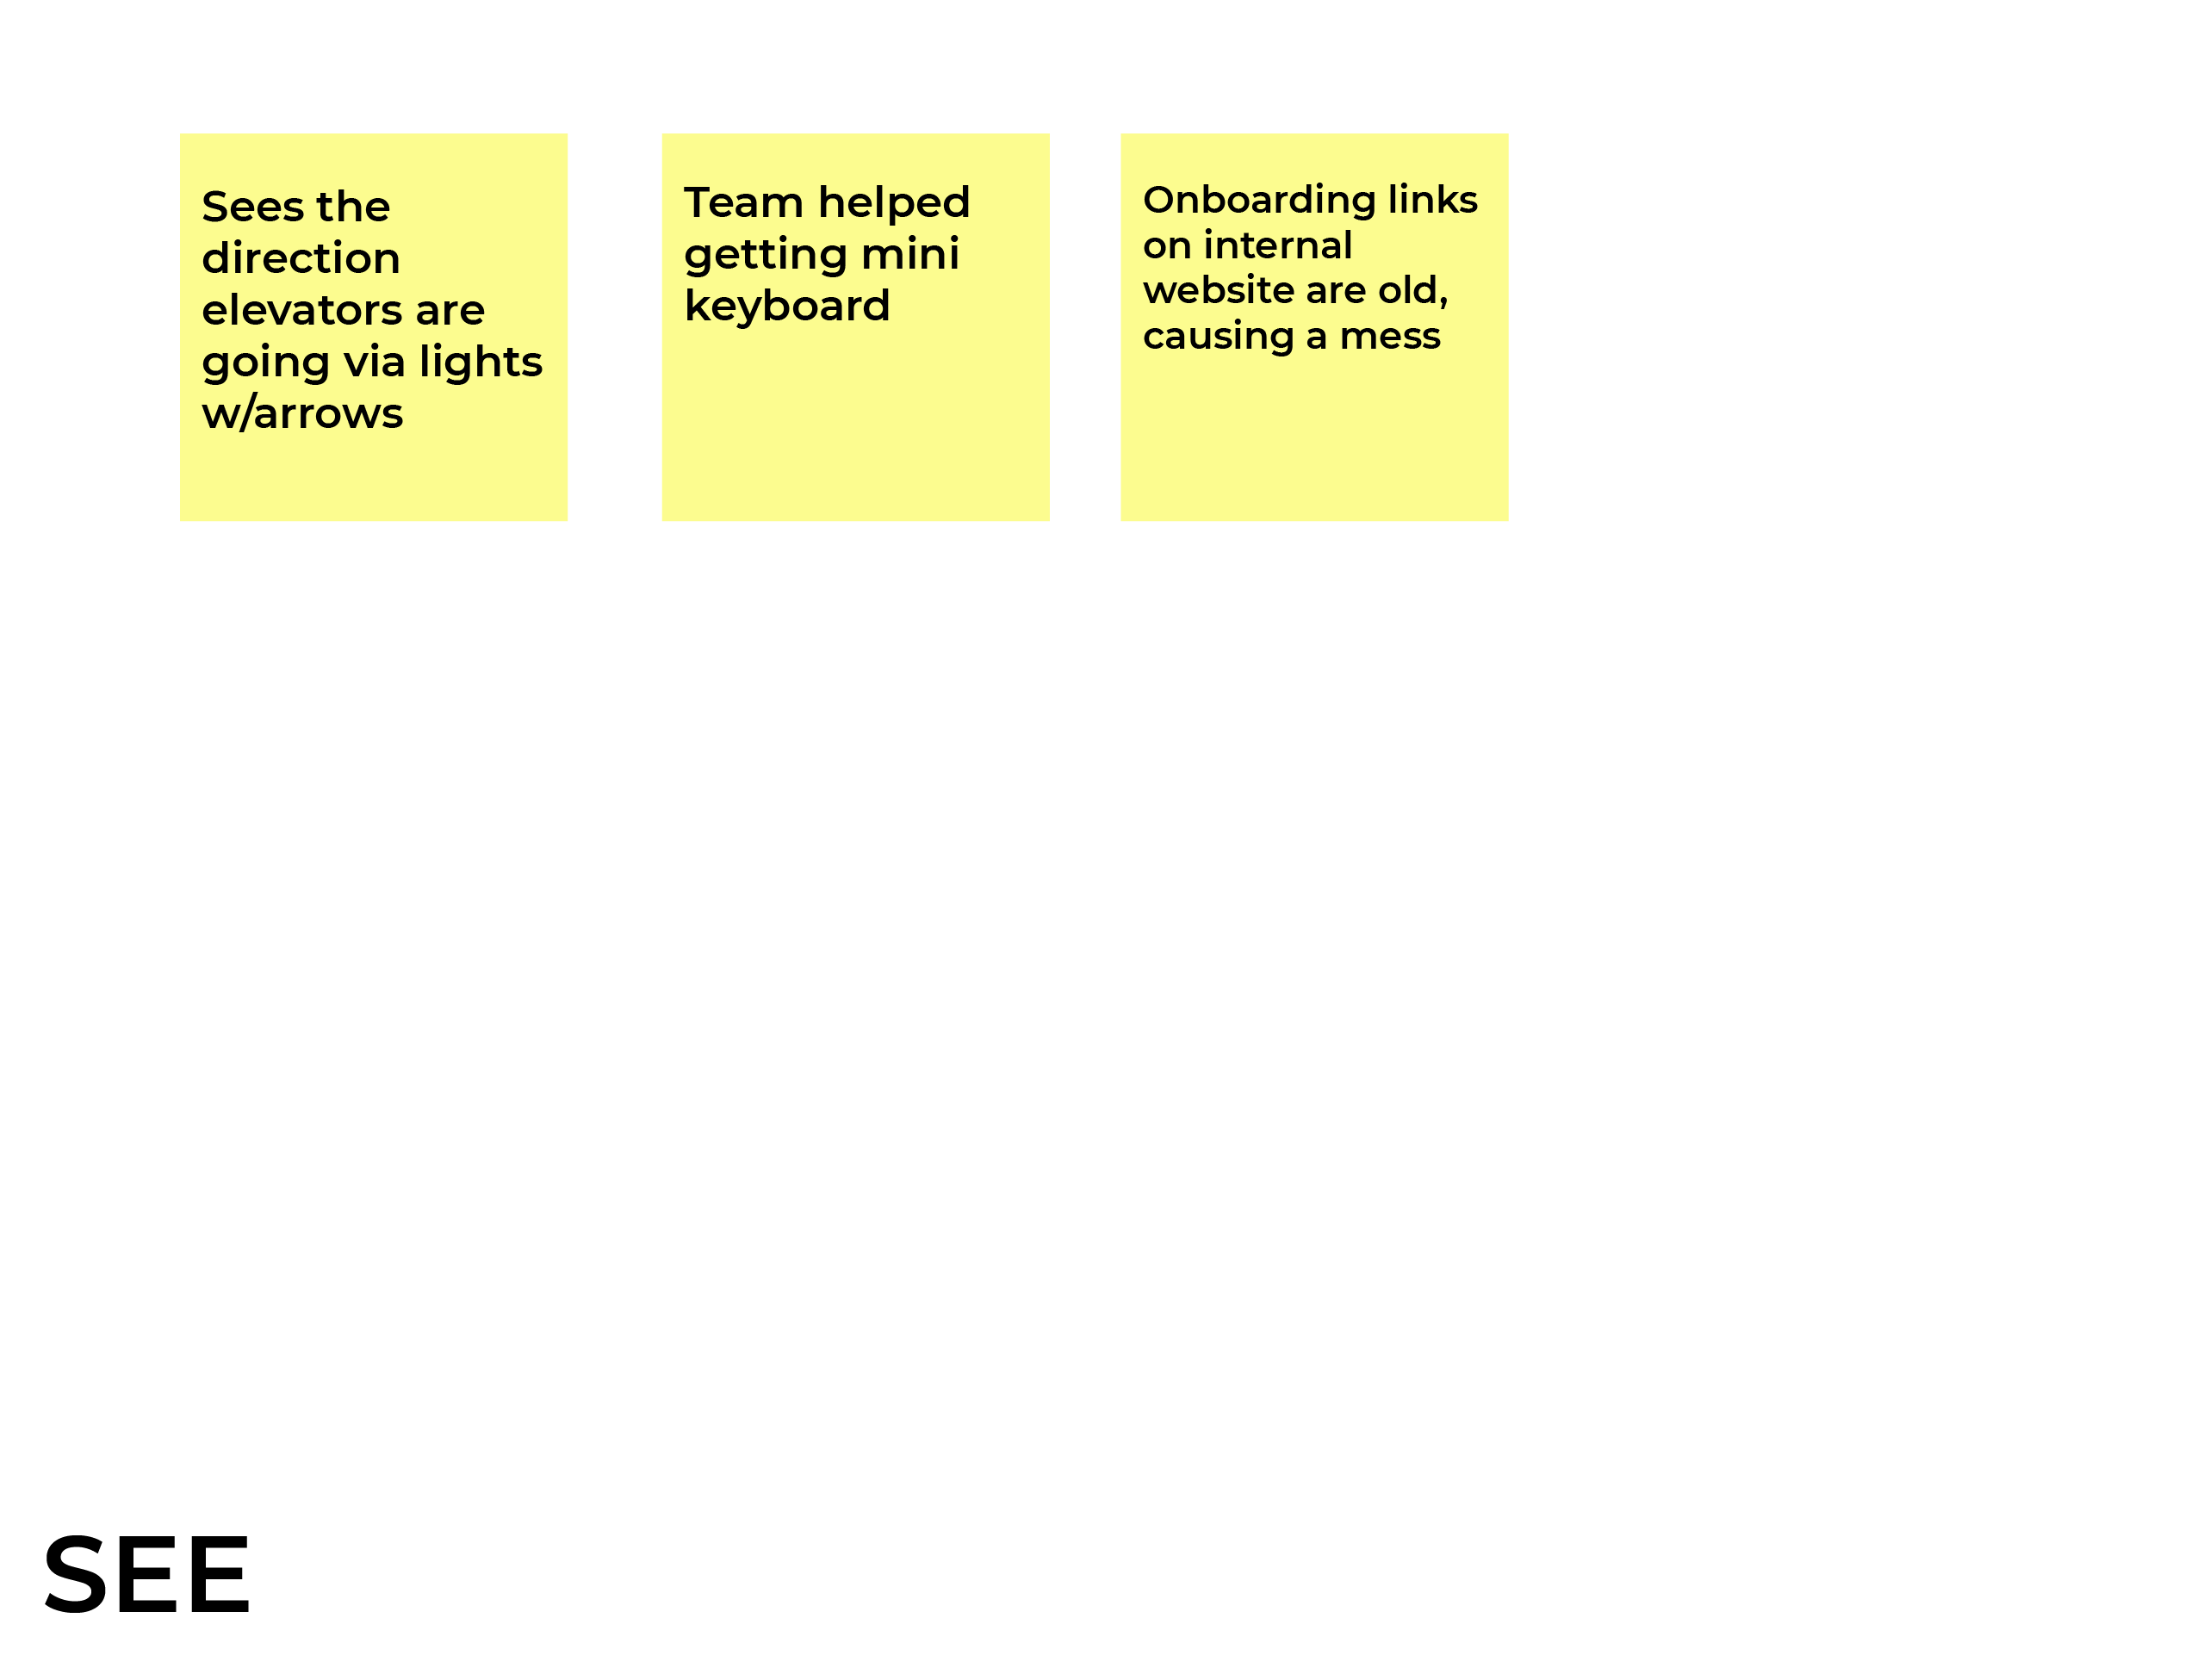 Sees the
direction
elevators are
going via lights
w/arrows
Team helped
getting mini
keyboard
Onboarding links
on internal
website are old,
causing a mess
SEE